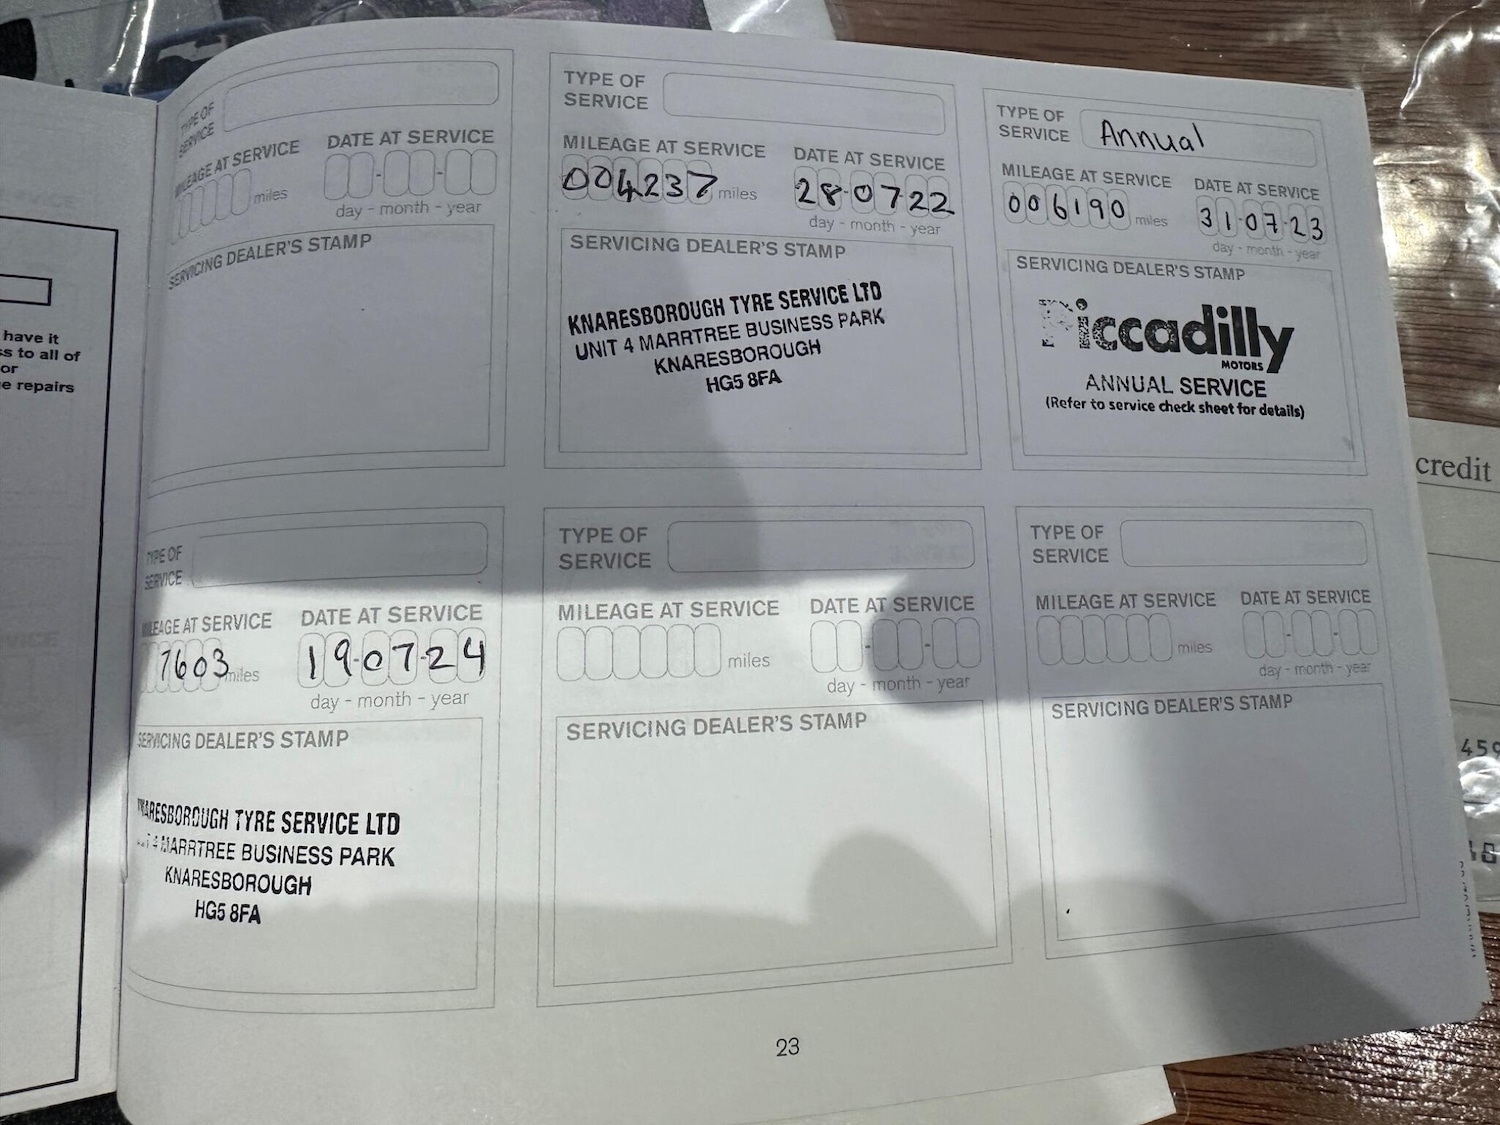 have it
ss to all of
or
e repairs
TYPE OF
SERVICE
MILEAGE AT SERVICE
miles
DATE AT SERVICE
day - month - year
SERVICING DEALER'S STAMP
TYPE OF
SERVICE
MILEAGE AT SERVICE
004237 miles
DATE AT SERVICE
28-07-22
day - month - year
SERVICING DEALER'S STAMP
KNARESBOROUGH TYRE SERVICE LTD
UNIT 4 MARRTREE BUSINESS PARK
KNARESBOROUGH
HG5 8FA
TYPE OF
SERVICE
Annual
MILEAGE AT SERVICE
006190 miles
DATE AT SERVICE
31-07-23
day - month - year
SERVICING DEALER'S STAMP
Piccadilly
MOTORS
ANNUAL SERVICE
(Refer to service check sheet for details)
TYPE OF
SERVICE
MILEAGE AT SERVICE
7603 miles
DATE AT SERVICE
19-07-24
day - month - year
SERVICING DEALER'S STAMP
KNARESBOROUGH TYRE SERVICE LTD
4 MARRTREE BUSINESS PARK
KNARESBOROUGH
HG5 8FA
TYPE OF
SERVICE
MILEAGE AT SERVICE
miles
DATE AT SERVICE
day - month - year
SERVICING DEALER'S STAMP
TYPE OF
SERVICE
MILEAGE AT SERVICE
miles
DATE AT SERVICE
day - month - year
SERVICING DEALER'S STAMP
23
credit
459